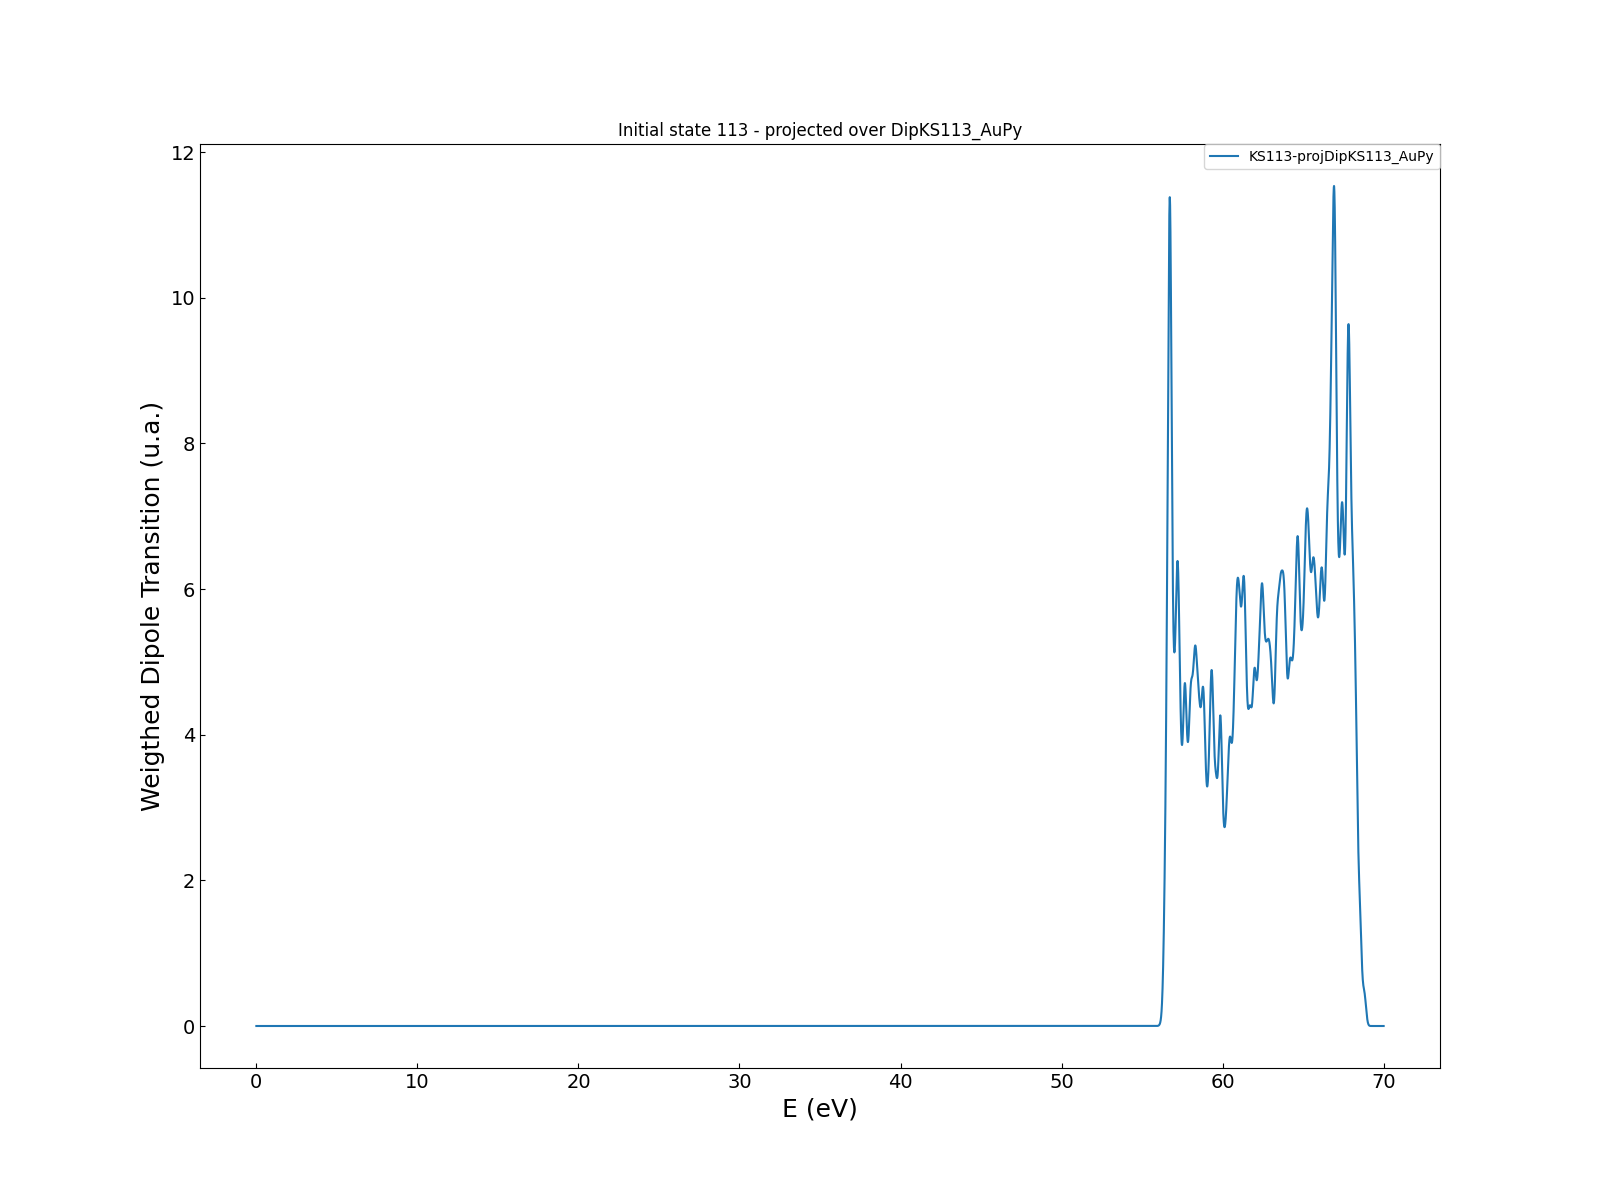 Initial state 113 - projected over DipKS113_AuPy
KS113-projDipKS113_AuPy
Weigthed Dipole Transition (u.a.)
12
10
8
6
4
2
0
0 10 20 30 40 50 60 70
E (eV)